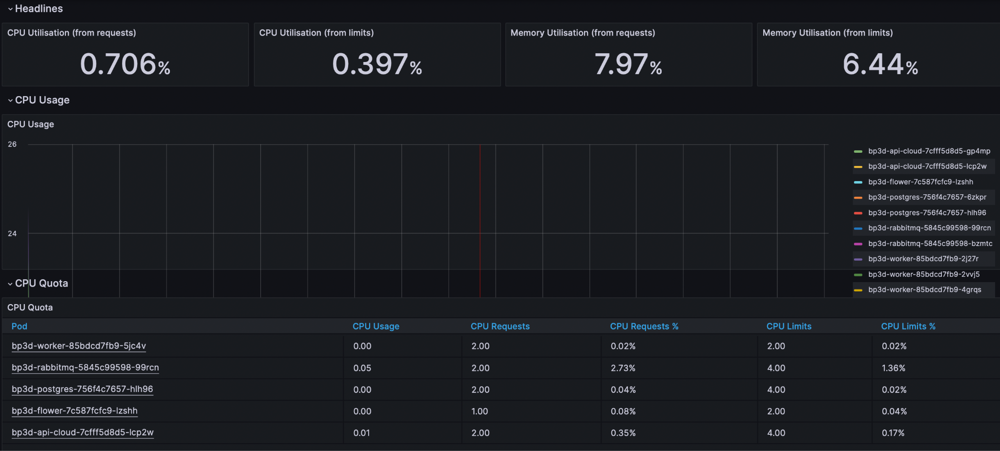 Headlines
CPU Utilisation (from requests)
0.706%
CPU Utilisation (from limits)
0.397%
Memory Utilisation (from requests)
7.97%
Memory Utilisation (from limits)
6.44%
CPU Usage
CPU Usage
26
24
bp3d-api-cloud-7cfff5d8d5-gp4mp
bp3d-api-cloud-7cfff5d8d5-lcp2w
bp3d-flower-7c587fcfc9-lzshh
bp3d-postgres-756f4c7657-6zkpr
bp3d-postgres-756f4c7657-hlh96
bp3d-rabbitmq-5845c99598-99rcn
bp3d-rabbitmq-5845c99598-bzmtc
bp3d-worker-85bdcd7fb9-2j27r
bp3d-worker-85bdcd7fb9-2vvj5
bp3d-worker-85bdcd7fb9-4grqs
CPU Quota
CPU Quota
Pod CPU Usage CPU Requests CPU Requests % CPU Limits CPU Limits %
bp3d-worker-85bdcd7fb9-5jc4v 0.00 2.00 0.02% 2.00 0.02%
bp3d-rabbitmq-5845c99598-99rcn 0.05 2.00 2.73% 4.00 1.36%
bp3d-postgres-756f4c7657-hlh96 0.00 2.00 0.04% 4.00 0.02%
bp3d-flower-7c587fcfc9-lzshh 0.00 1.00 0.08% 2.00 0.04%
bp3d-api-cloud-7cfff5d8d5-lcp2w 0.01 2.00 0.35% 4.00 0.17%